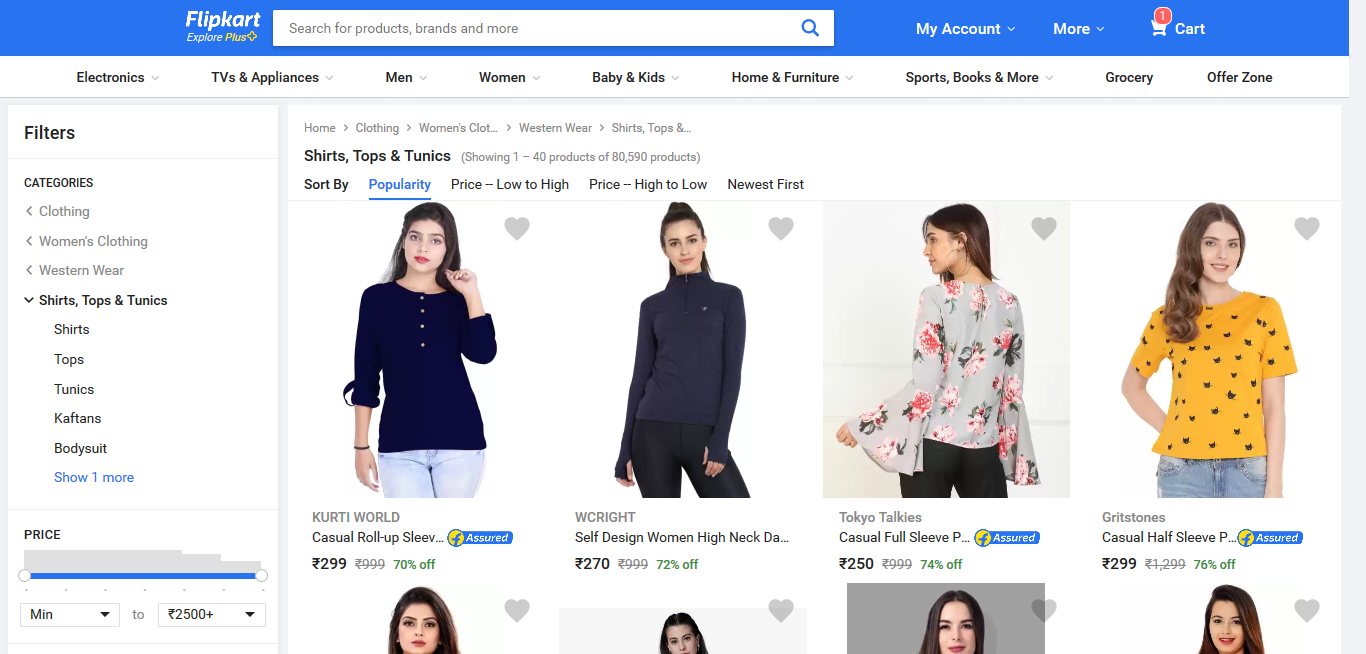 Flipkart
Explore Plus
Search for products, brands and more
My Account
More
1
Cart
Electronics
TVs & Appliances
Men
Women
Baby & Kids
Home & Furniture
Sports, Books & More
Grocery
Offer Zone
Filters
CATEGORIES
Clothing
Women's Clothing
Western Wear
Shirts, Tops & Tunics
Shirts
Tops
Tunics
Kaftans
Bodysuit
Show 1 more
PRICE
Min to ₹2500+
Home > Clothing > Women's Clot... > Western Wear > Shirts, Tops &...
Shirts, Tops & Tunics (Showing 1 – 40 products of 80,590 products)
Sort By Popularity Price -- Low to High Price -- High to Low Newest First
KURTI WORLD
Casual Roll-up Sleev... Assured
₹299 ₹999 70% off
WCRIGHT
Self Design Women High Neck Da...
₹270 ₹999 72% off
Tokyo Talkies
Casual Full Sleeve P... Assured
₹250 ₹999 74% off
Gritstones
Casual Half Sleeve P... Assured
₹299 ₹1,299 76% off